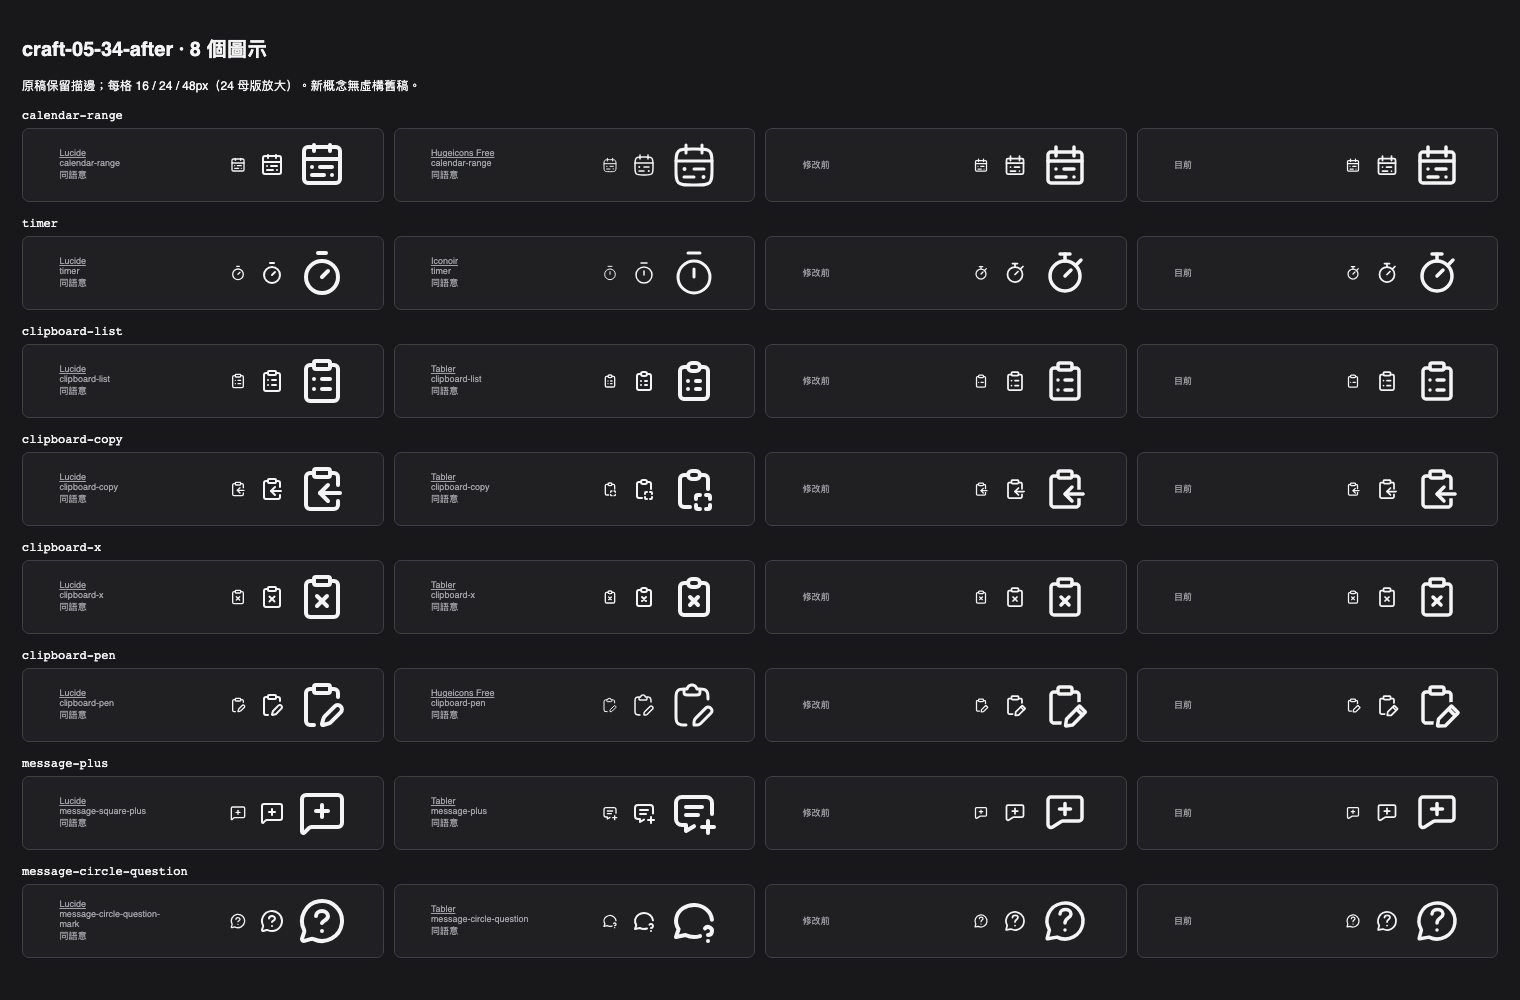 craft-05-34-after · 8 個圖示
原稿保留描邊；每格 16 / 24 / 48px（24 母版放大）。新概念無虛構舊稿。
calendar-range
Lucide
calendar-range
同語意
Hugeicons Free
calendar-range
同語意
修改前
目前
timer
Lucide
timer
同語意
Iconoir
timer
同語意
修改前
目前
clipboard-list
Lucide
clipboard-list
同語意
Tabler
clipboard-list
同語意
修改前
目前
clipboard-copy
Lucide
clipboard-copy
同語意
Tabler
clipboard-copy
同語意
修改前
目前
clipboard-x
Lucide
clipboard-x
同語意
Tabler
clipboard-x
同語意
修改前
目前
clipboard-pen
Lucide
clipboard-pen
同語意
Hugeicons Free
clipboard-pen
同語意
修改前
目前
message-plus
Lucide
message-square-plus
同語意
Tabler
message-plus
同語意
修改前
目前
message-circle-question
Lucide
message-circle-question-
mark
同語意
Tabler
message-circle-question
同語意
修改前
目前